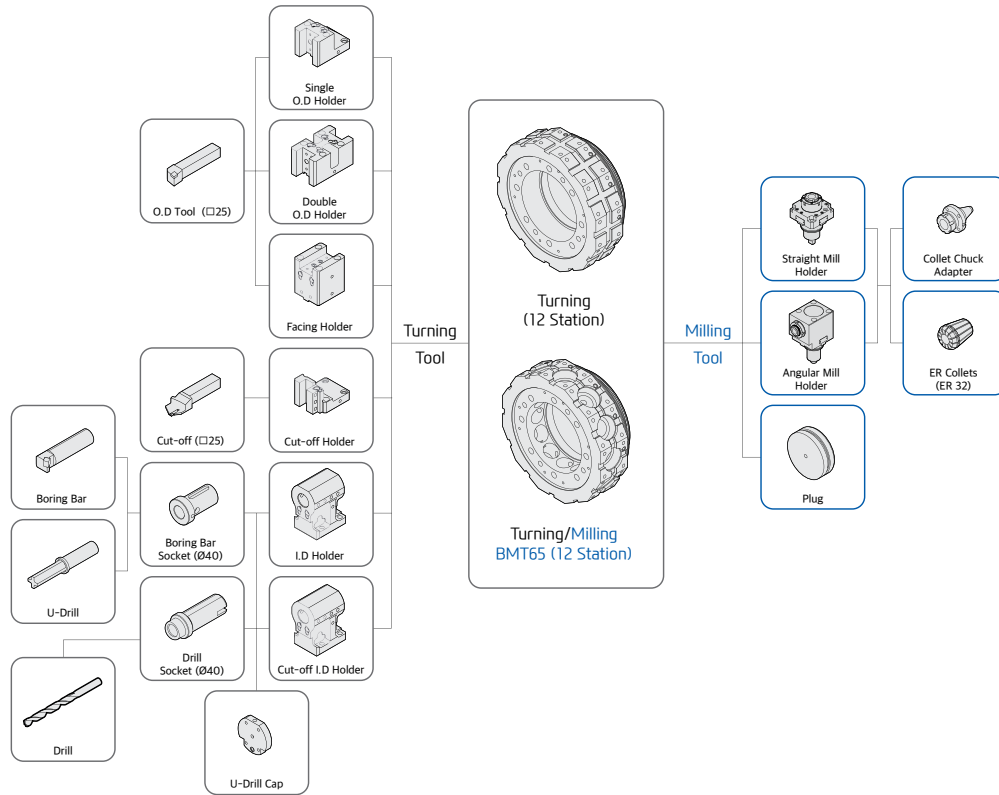 Single
O.D Holder
O.D Tool (□25)
Double
O.D Holder
Facing Holder
Cut-off (□25)
Cut-off Holder
Boring Bar
Boring Bar
Socket (Ø40)
I.D Holder
U-Drill
Drill
Socket (Ø40)
Cut-off I.D Holder
Drill
U-Drill Cap
Turning
Tool
Turning
(12 Station)
Turning/Milling
BMT65 (12 Station)
Milling
Tool
Straight Mill
Holder
Collet Chuck
Adapter
Angular Mill
Holder
ER Collets
(ER 32)
Plug